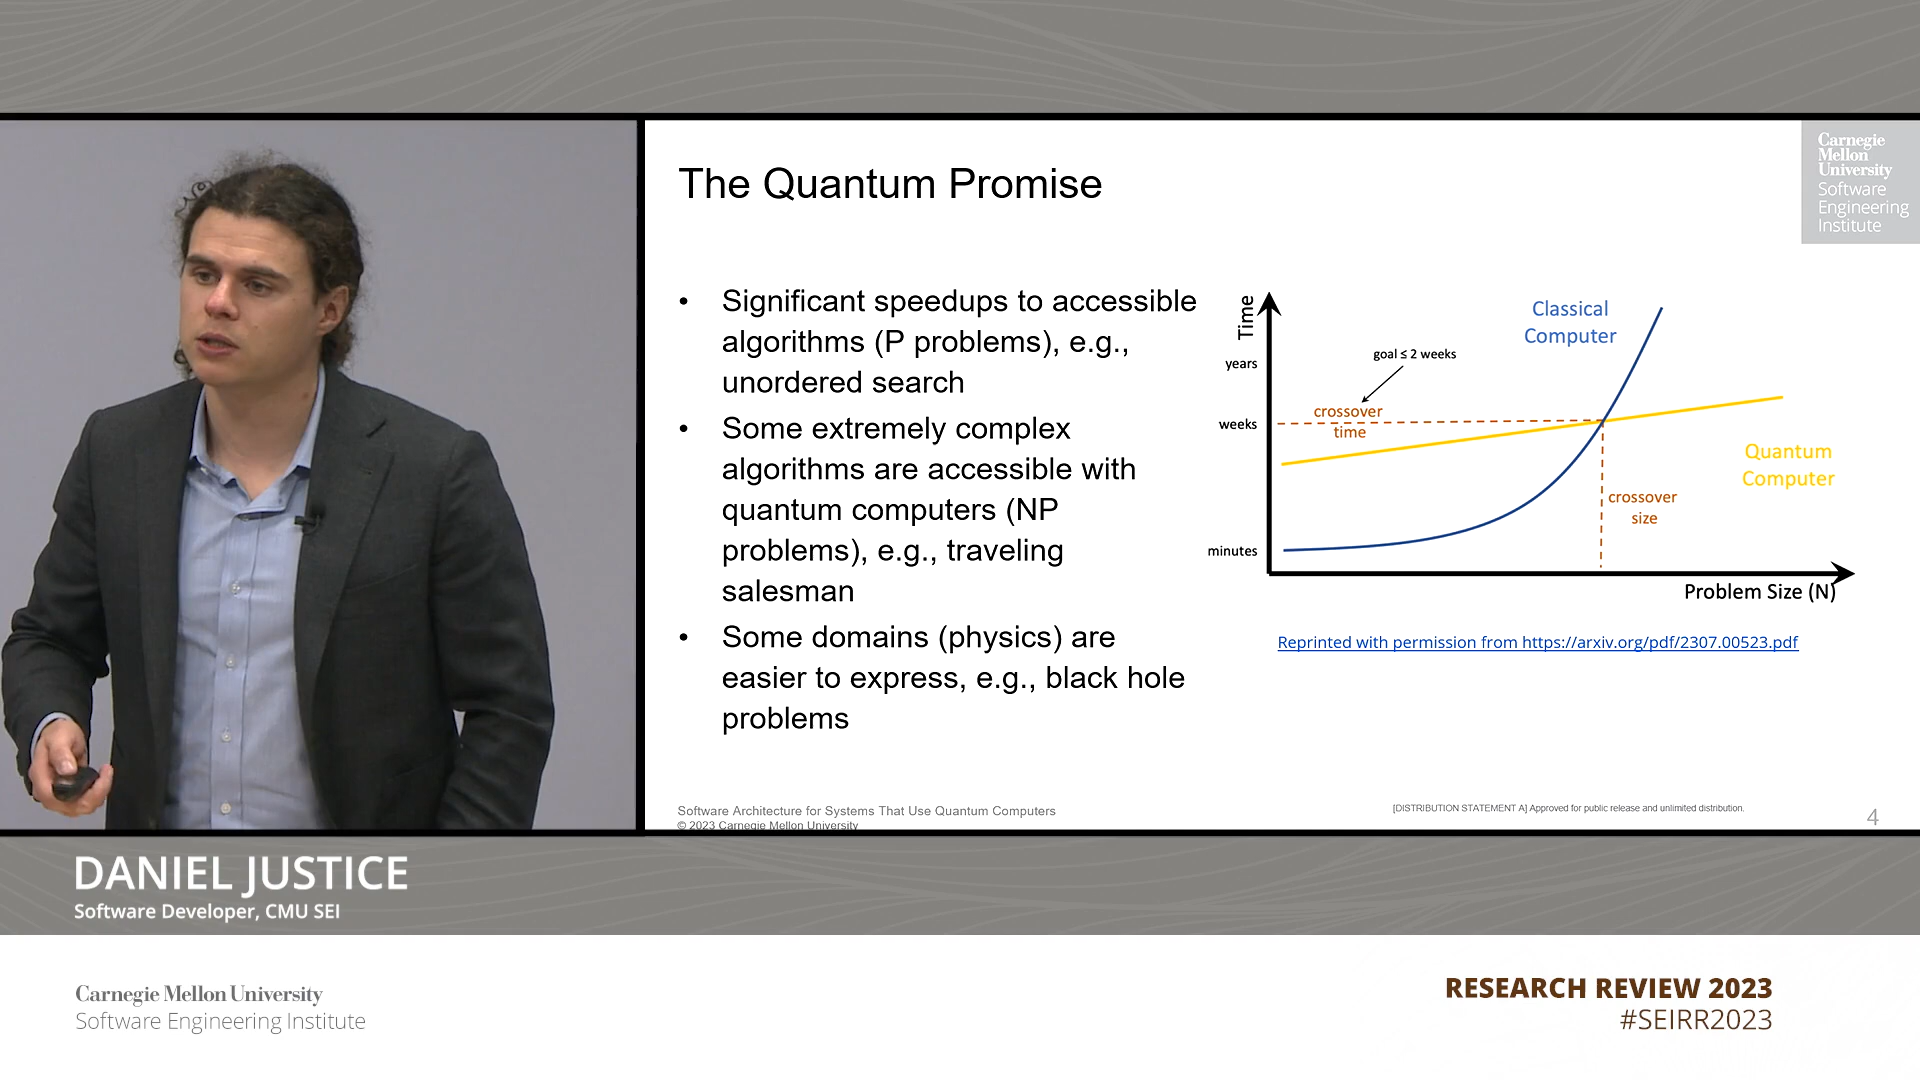 The Quantum Promise
Carnegie
Mellon
University
Software
Engineering
Institute
• Significant speedups to accessible
algorithms (P problems), e.g.,
unordered search
• Some extremely complex
algorithms are accessible with
quantum computers (NP
problems), e.g., traveling
salesman
• Some domains (physics) are
easier to express, e.g., black hole
problems
Time
years
weeks
minutes
goal ≤ 2 weeks
crossover
time
Classical
Computer
Quantum
Computer
crossover
size
Problem Size (N)
Reprinted with permission from https://arxiv.org/pdf/2307.00523.pdf
Software Architecture for Systems That Use Quantum Computers
© 2023 Carnegie Mellon University
[DISTRIBUTION STATEMENT A] Approved for public release and unlimited distribution.
4
DANIEL JUSTICE
Software Developer, CMU SEI
Carnegie Mellon University
Software Engineering Institute
RESEARCH REVIEW 2023
#SEIRR2023